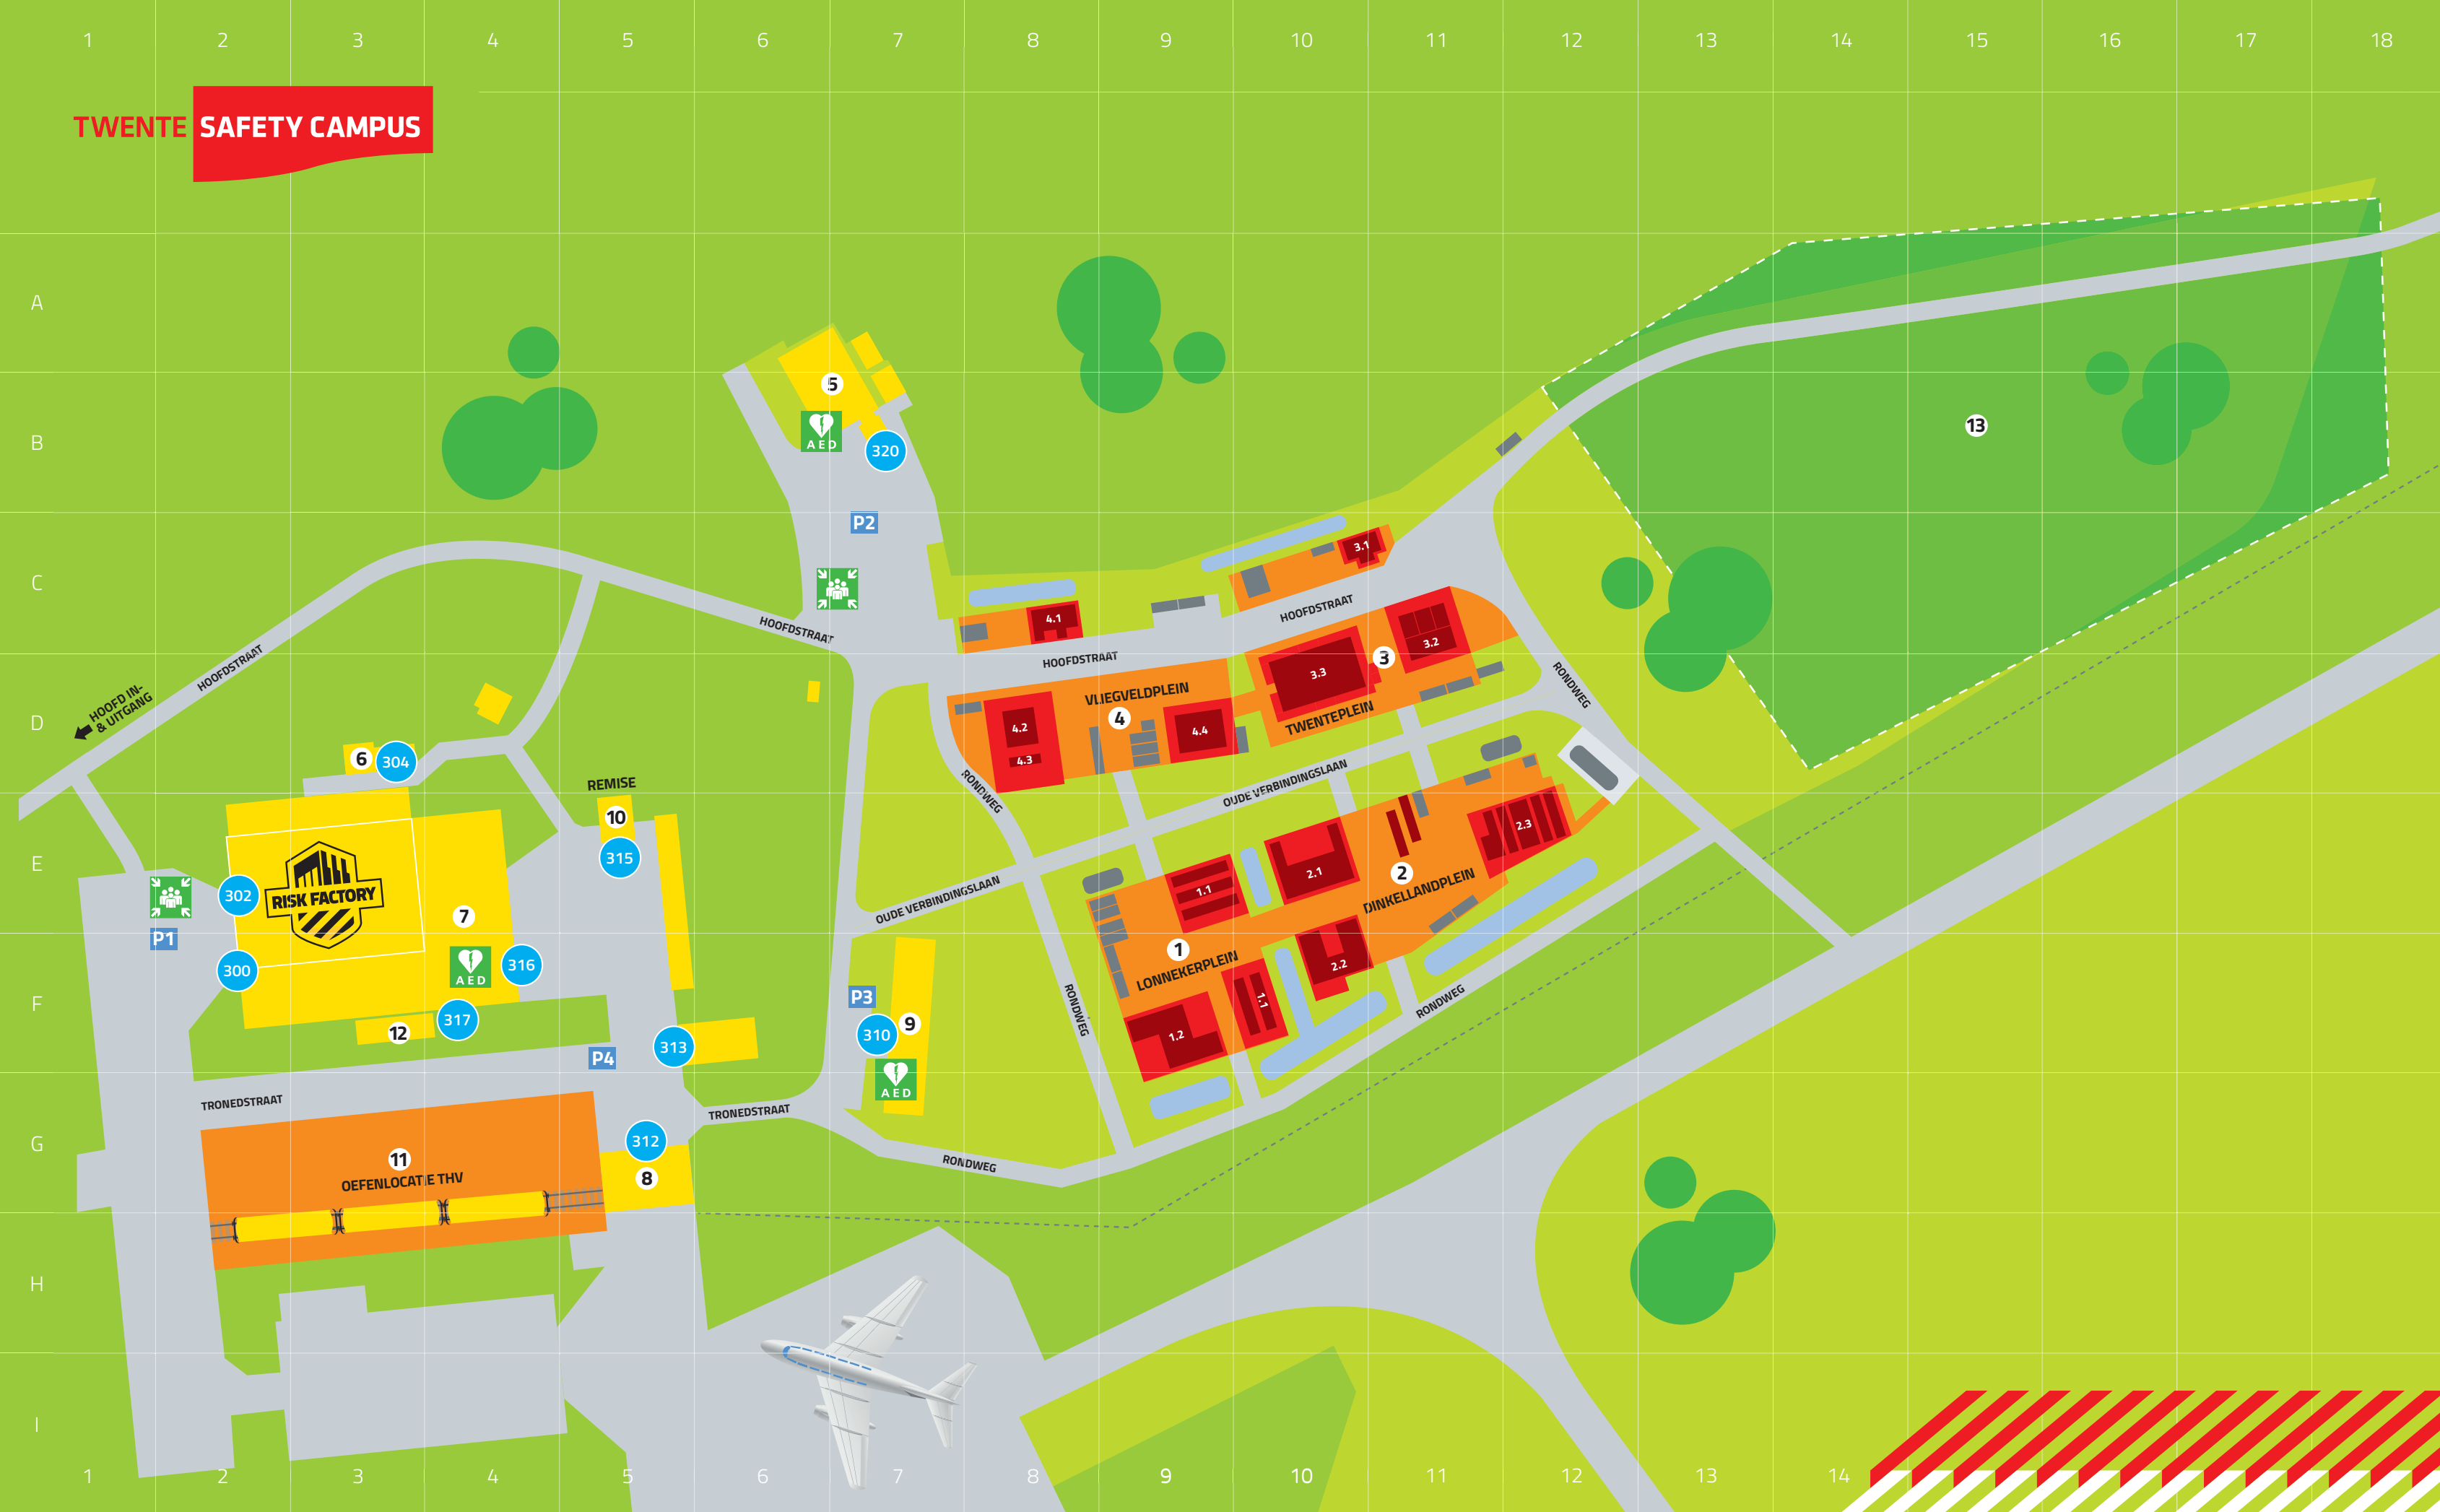 1 2 3 4 5 6 7 8 9 10 11 12 13 14 15 16 17 18
TWENTE SAFETY CAMPUS
A
B
C
D
E
F
G
H
I
5
AED
320
P2
13
HOOFDSTRAAT
HOOFDSTRAAT
HOOFDSTRAAT
HOOFDSTRAAT
HOOFD IN-
& UITGANG
3.1
4.1
3.2
3
3.3
TWENTEPLEIN
VLIEGVELDPLEIN
4
4.2
4.3
4.4
RONDWEG
RONDWEG
OUDE VERBINDINGSLAAN
OUDE VERBINDINGSLAAN
6
304
REMISE
10
315
RISK FACTORY
302
300
P1
7
AED
316
317
12
P4
313
P3
310
9
AED
1.1
2.1
2
2.3
DINKELLANDPLEIN
1
LONNEKERPLEIN
2.2
1.1
1.2
RONDWEG
RONDWEG
RONDWEG
TRONEDSTRAAT
TRONEDSTRAAT
312
8
11
OEFENLOCATIE THV
1 2 3 4 5 6 7 8 9 10 11 12 13 14